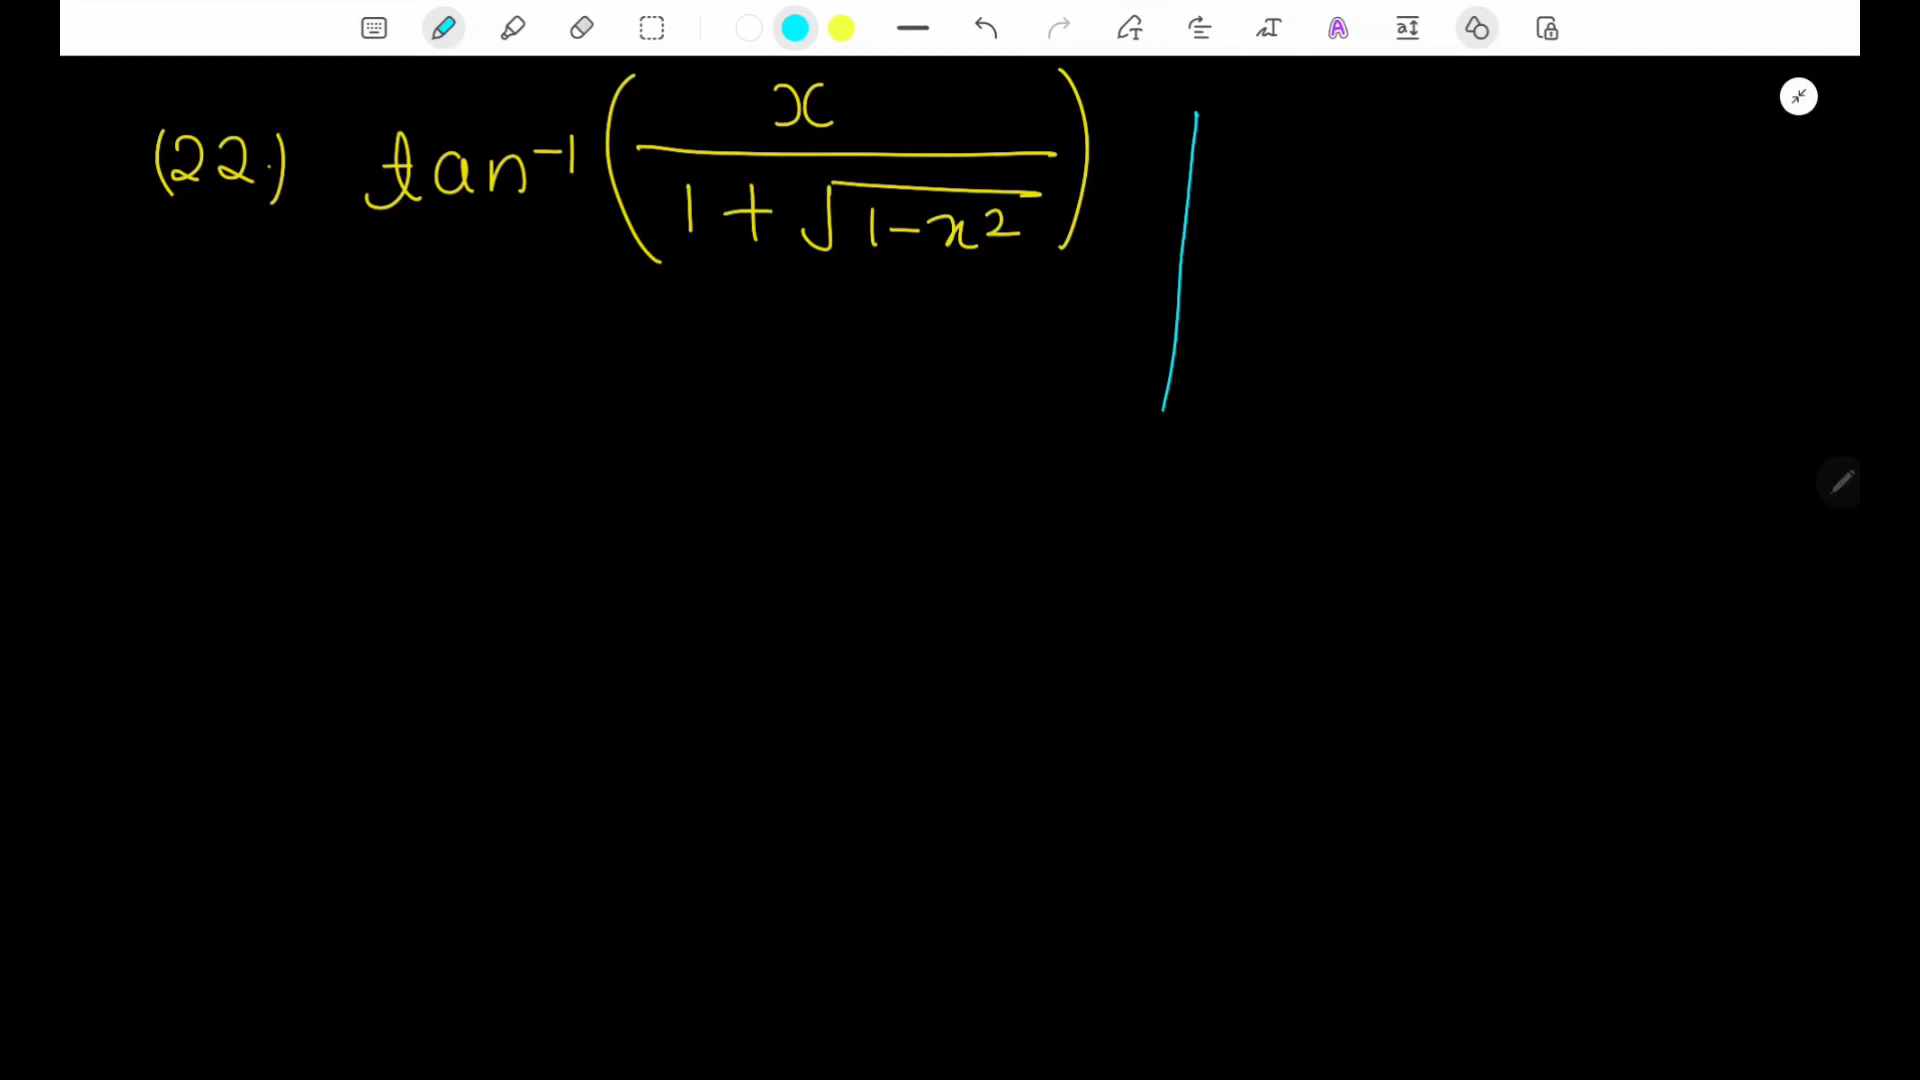 (22.) tan⁻¹ ( x / (1 + √(1 - x²)) )